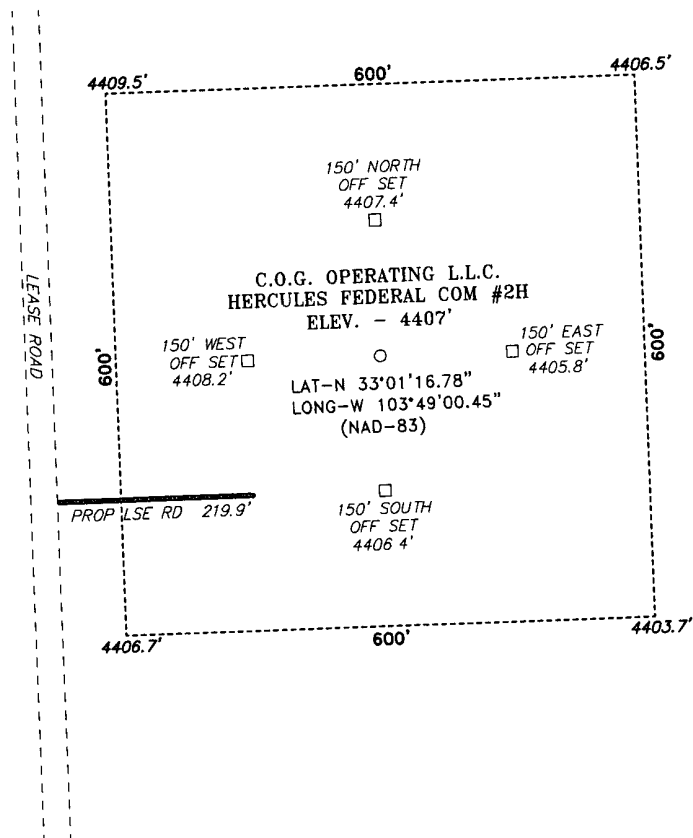 4409.5'
600'
4406.5'
150' NORTH
OFF SET
4407.4'
C.O.G. OPERATING L.L.C.
HERCULES FEDERAL COM #2H
ELEV. - 4407'
LEASE ROAD
600'
150' WEST
OFF SET
4408.2'
150' EAST
OFF SET
4405.8'
600'
LAT-N 33°01'16.78"
LONG-W 103°49'00.45"
(NAD-83)
PROP LSE RD 219.9'
150' SOUTH
OFF SET
4406 4'
4406.7'
600'
4403.7'